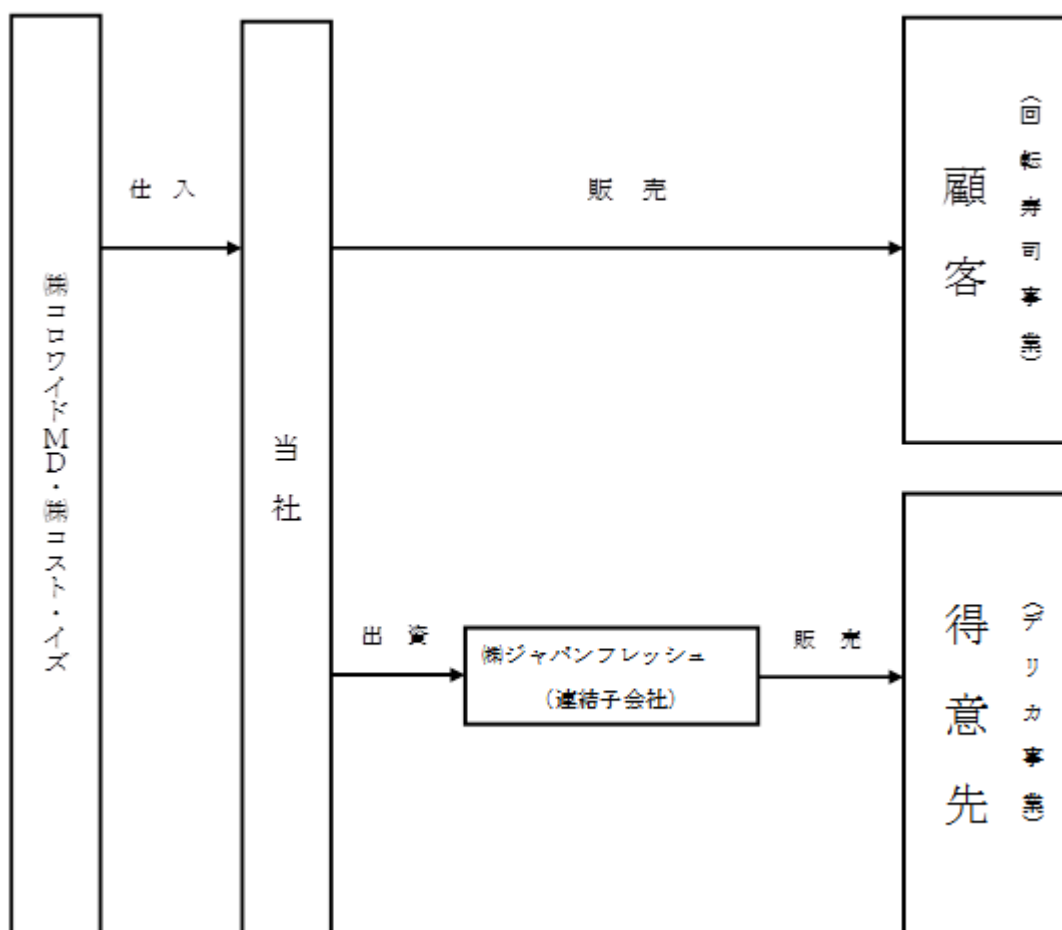 ㈱コロワイドMD・㈱コスト・イズ
仕入
当社
販売
顧客
(回転寿司事業)
出資
㈱ジャパンフレッシュ
(連結子会社)
販売
得意先
(デリカ事業)